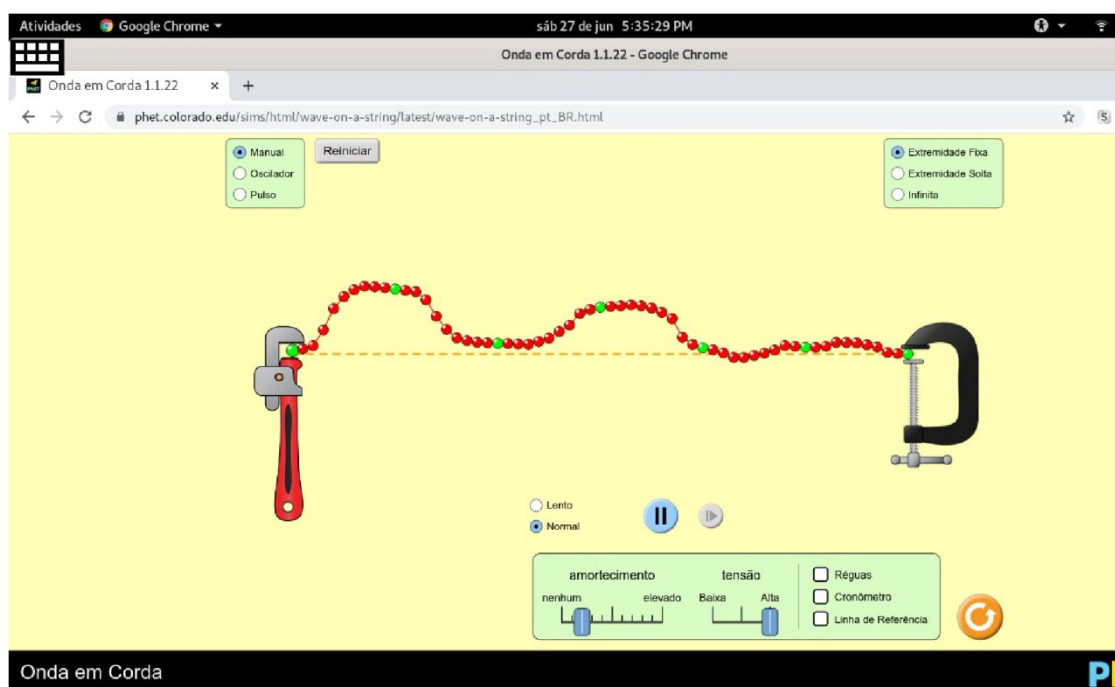 Atividades Google Chrome sáb 27 de jun 5:35:29 PM
Onda em Corda 1.1.22 - Google Chrome
Onda em Corda 1.1.22 × +
phet.colorado.edu/sims/html/wave-on-a-string/latest/wave-on-a-string_pt_BR.html
Manual
Oscilador
Pulso
Reiniciar
Extremidade Fixa
Extremidade Solta
Infinita
Lento
Normal
amortecimento
nenhum elevado
tensão
Baixa Alta
Réguas
Cronômetro
Linha de Referência
Onda em Corda